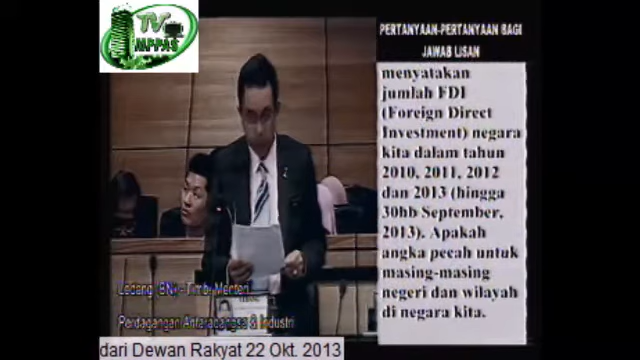 TV
MPPAS
PERTANYAAN-PERTANYAAN BAGI
JAWAB LISAN
menyatakan
jumlah FDI
(Foreign Direct
Investment) negara
kita dalam tahun
2010, 2011, 2012
dan 2013 (hingga
30hb September,
2013). Apakah
angka pecah untuk
masing-masing
negeri dan wilayah
di negara kita.
Ledang BN - Timb Menteri
Perdagangan Antarabangsa & Industri
dari Dewan Rakyat 22 Okt. 2013